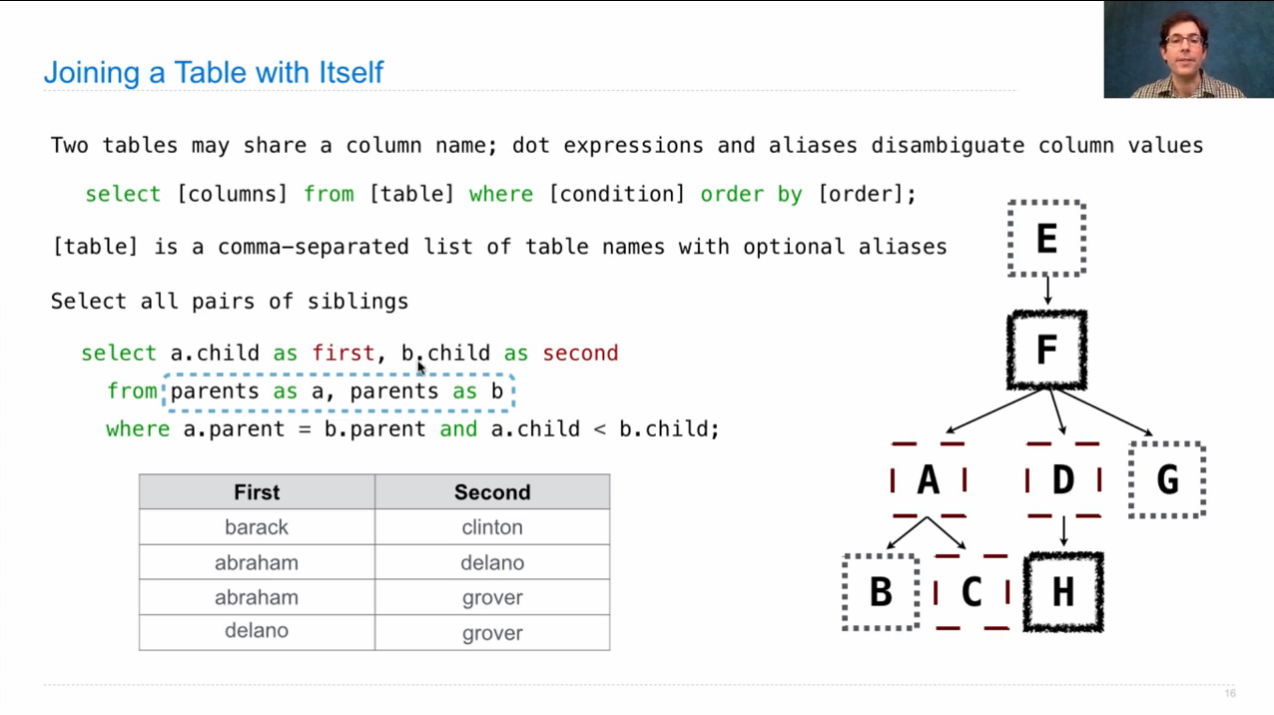 Joining a Table with Itself
Two tables may share a column name; dot expressions and aliases disambiguate column values
select [columns] from [table] where [condition] order by [order];
[table] is a comma-separated list of table names with optional aliases
Select all pairs of siblings
select a.child as first, b.child as second
from parents as a, parents as b
where a.parent = b.parent and a.child < b.child;
First Second
barack clinton
abraham delano
abraham grover
delano grover
E
F
A D G
B C H
16